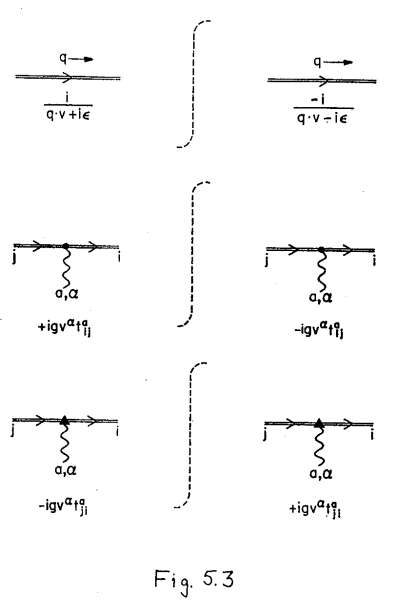 q → q →
i / q·v+iε -i / q·v-iε
j i j i
a,α a,α
+igv^α t^a_ij -igv^α t^a_ij
j i j i
a,α a,α
-igv^α t^a_ji +igv^α t^a_ji
Fig. 5.3